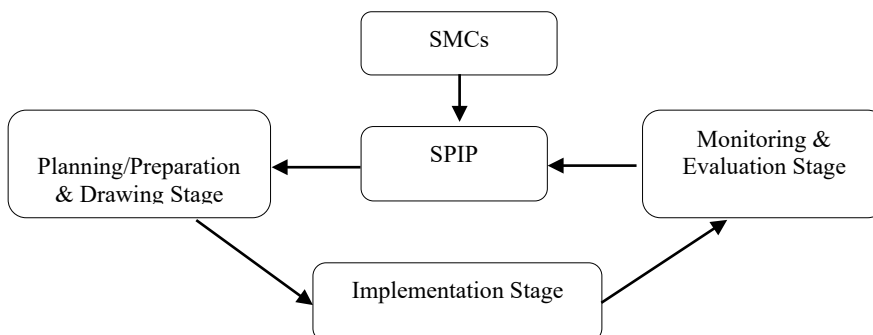 SMCs
SPIP
Monitoring &
Evaluation Stage
Planning/Preparation
& Drawing Stage
Implementation Stage